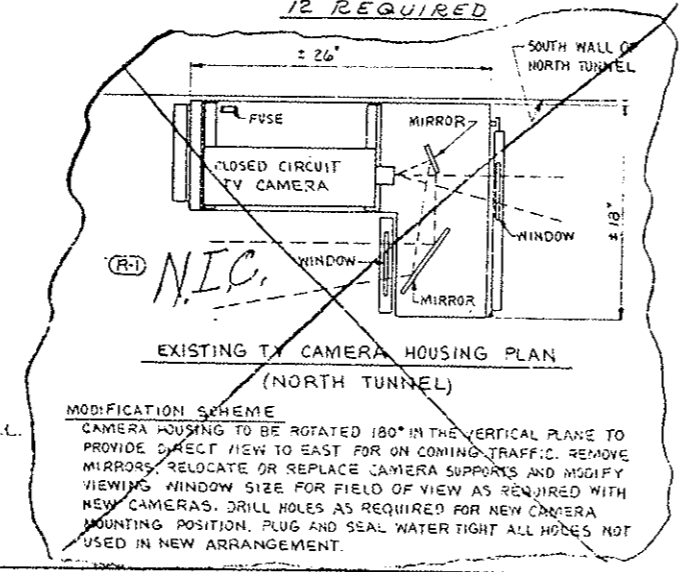 12 REQUIRED
± 26"
SOUTH WALL OF
NORTH TUNNEL
FUSE
MIRROR
CLOSED CIRCUIT
TV CAMERA
± 18"
WINDOW
R-1
N.I.C.
WINDOW
MIRROR
EXISTING TV CAMERA HOUSING PLAN
(NORTH TUNNEL)
MODIFICATION SCHEME
CAMERA HOUSING TO BE ROTATED 180° IN THE VERTICAL PLANE TO
PROVIDE DIRECT VIEW TO EAST FOR ON COMING TRAFFIC. REMOVE
MIRRORS, RELOCATE OR REPLACE CAMERA SUPPORTS AND MODIFY
VIEWING WINDOW SIZE FOR FIELD OF VIEW AS REQUIRED WITH
NEW CAMERAS. DRILL HOLES AS REQUIRED FOR NEW CAMERA
MOUNTING POSITION. PLUG AND SEAL WATER TIGHT ALL HOLES NOT
USED IN NEW ARRANGEMENT.